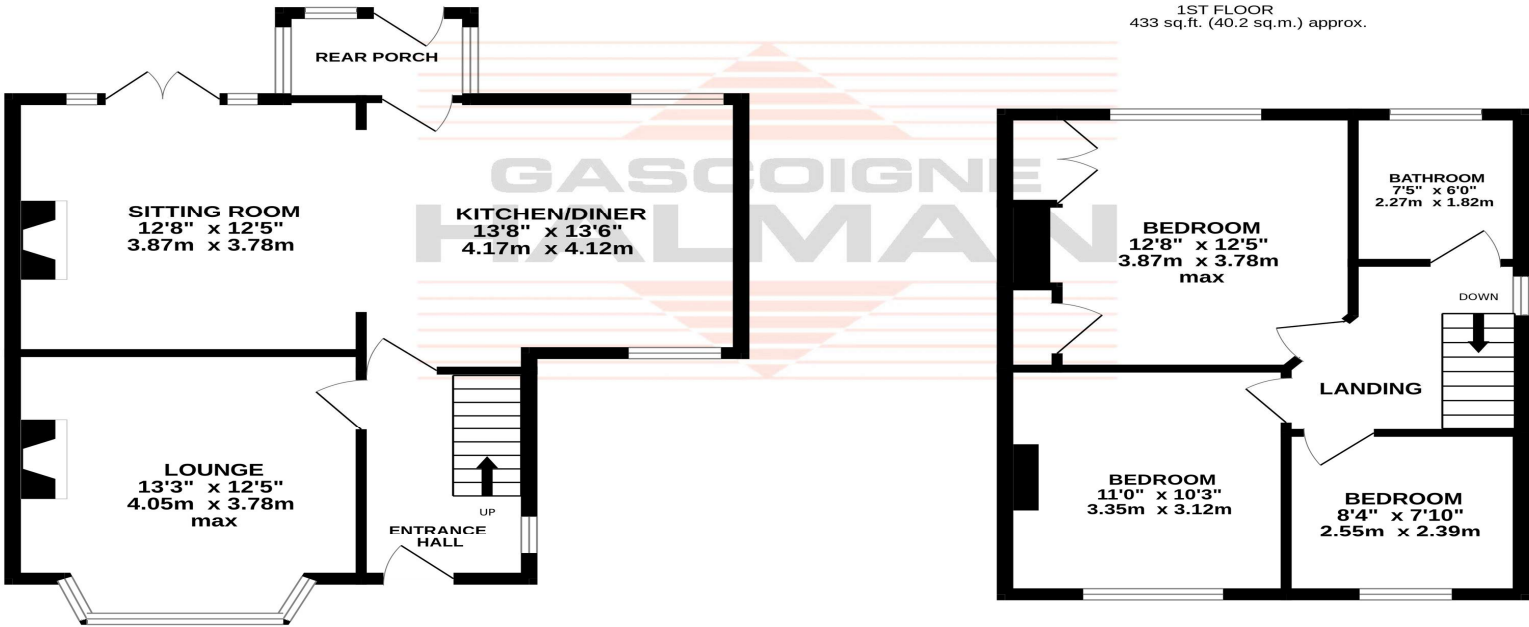 1ST FLOOR
433 sq.ft. (40.2 sq.m.) approx.
REAR PORCH
GASCOIGNE
HALMAN
SITTING ROOM
12'8" x 12'5"
3.87m x 3.78m
KITCHEN/DINER
13'8" x 13'6"
4.17m x 4.12m
LOUNGE
13'3" x 12'5"
4.05m x 3.78m
max
UP
ENTRANCE
HALL
BEDROOM
12'8" x 12'5"
3.87m x 3.78m
max
BATHROOM
7'5" x 6'0"
2.27m x 1.82m
DOWN
LANDING
BEDROOM
11'0" x 10'3"
3.35m x 3.12m
BEDROOM
8'4" x 7'10"
2.55m x 2.39m